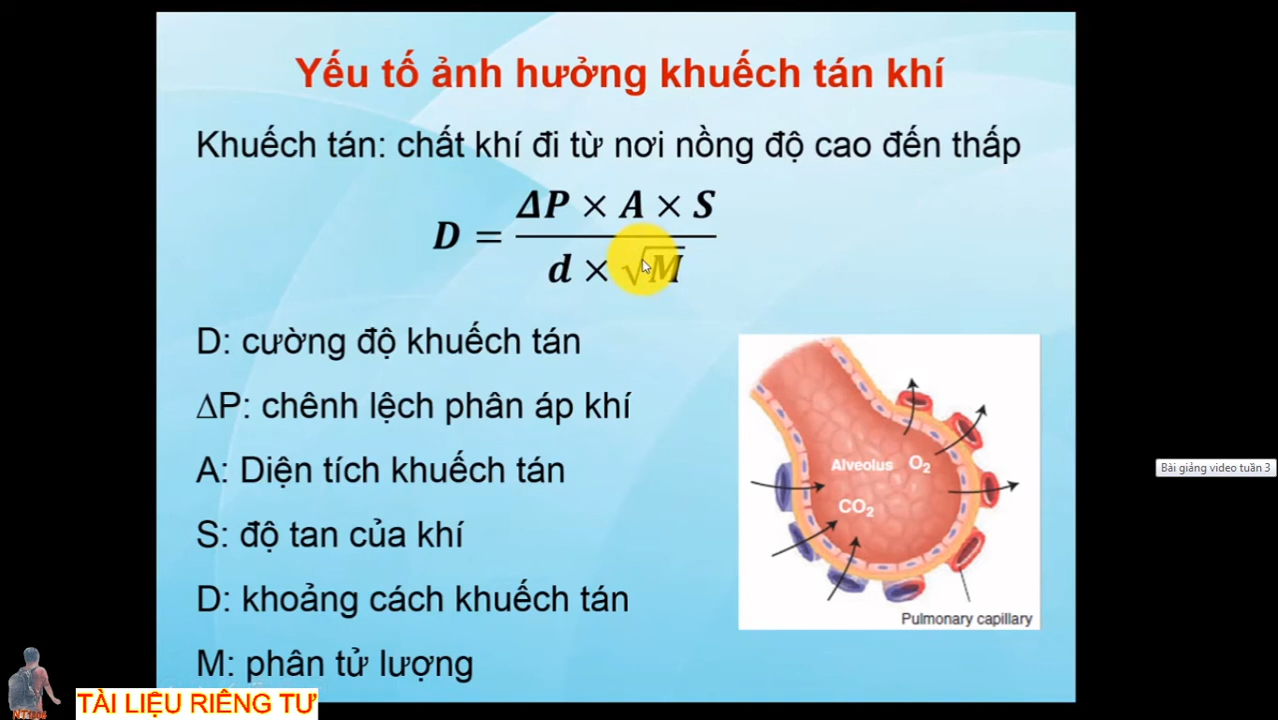 Yếu tố ảnh hưởng khuếch tán khí
Khuếch tán: chất khí đi từ nơi nồng độ cao đến thấp
D = ΔP × A × S / d × √M
D: cường độ khuếch tán
ΔP: chênh lệch phân áp khí
A: Diện tích khuếch tán
S: độ tan của khí
D: khoảng cách khuếch tán
M: phân tử lượng
Alveolus O₂
CO₂
Pulmonary capillary
Bài giảng video tuần 3
TÀI LIỆU RIÊNG TƯ